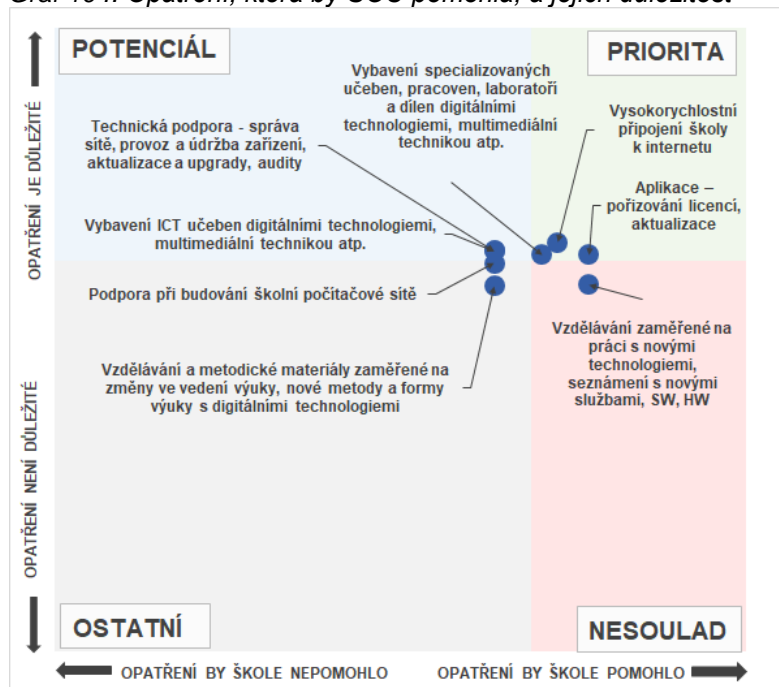 POTENCIÁL
PRIORITA
Vybavení specializovaných
učeben, pracoven, laboratoří
a dílen digitálními
technologiemi, multimediální
technikou atp.
Vysokorychlostní
připojení školy
k internetu
Technická podpora - správa
sítě, provoz a údržba zařízení,
aktualizace a upgrady, audity
Aplikace –
pořizování licencí,
aktualizace
Vybavení ICT učeben digitálními technologiemi,
multimediální technikou atp.
Podpora při budování školní počítačové sítě
Vzdělávání zaměřené na
práci s novými
technologiemi,
seznámení s novými
službami, SW, HW
Vzdělávání a metodické materiály zaměřené na
změny ve vedení výuky, nové metody a formy
výuky s digitálními technologiemi
OPATŘENÍ JE DŮLEŽITÉ
OPATŘENÍ NENÍ DŮLEŽITÉ
OSTATNÍ
NESOULAD
OPATŘENÍ BY ŠKOLE NEPOMOHLO
OPATŘENÍ BY ŠKOLE POMOHLO